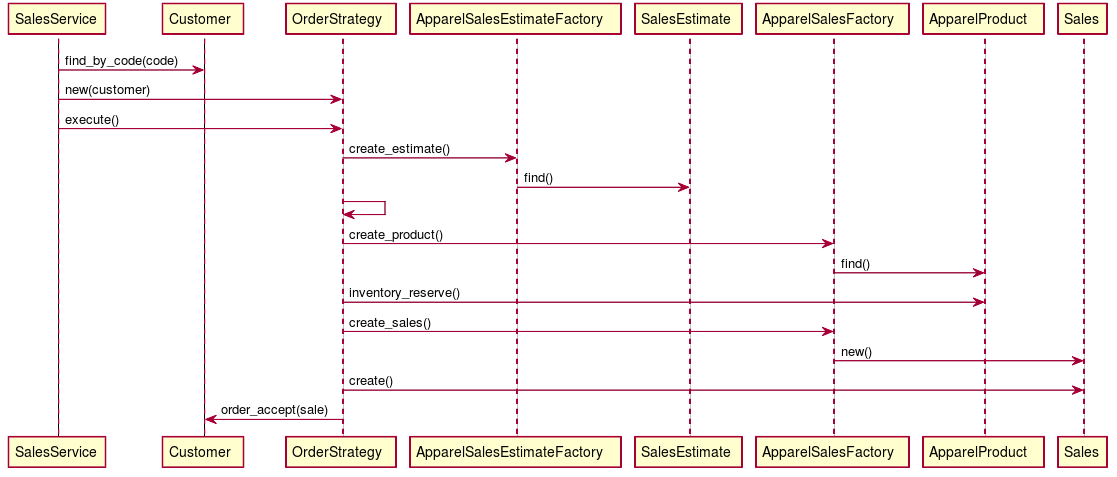 SalesService Customer OrderStrategy ApparelSalesEstimateFactory SalesEstimate ApparelSalesFactory ApparelProduct Sales
find_by_code(code)
new(customer)
execute()
create_estimate()
find()
create_product()
find()
inventory_reserve()
create_sales()
new()
create()
order_accept(sale)
SalesService Customer OrderStrategy ApparelSalesEstimateFactory SalesEstimate ApparelSalesFactory ApparelProduct Sales